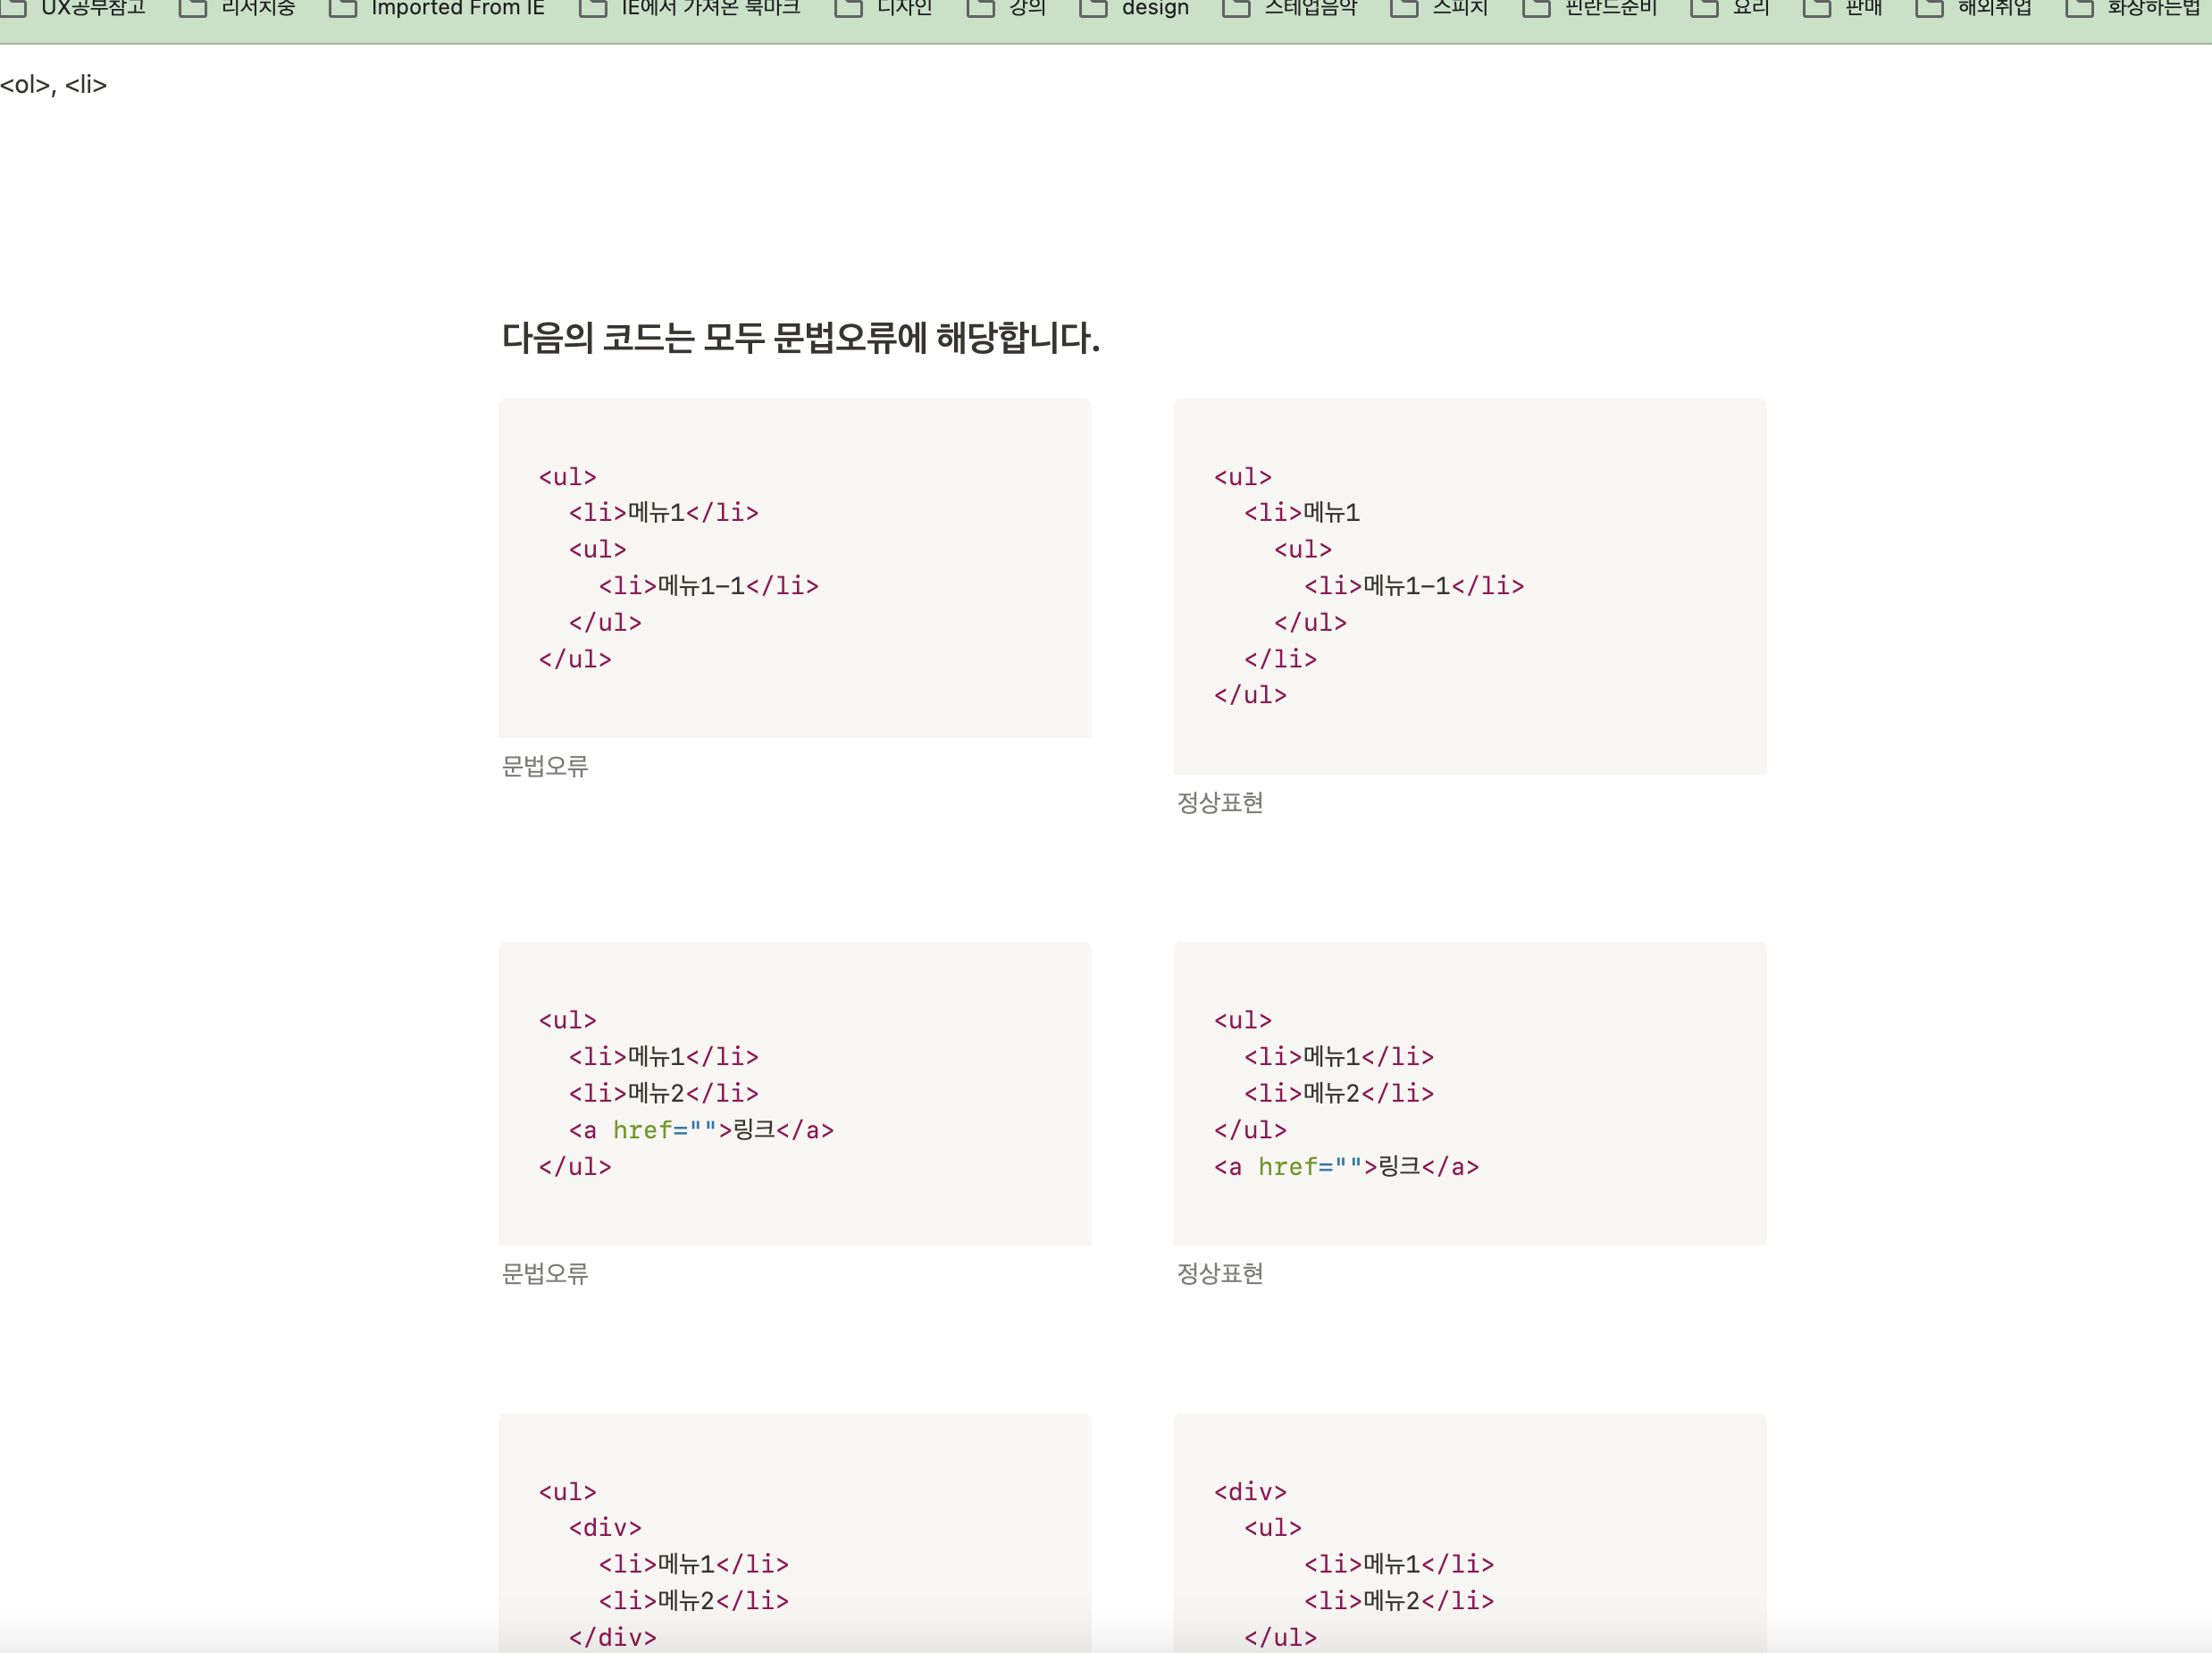 UX공부참고 리서치중 Imported From IE IE에서 가져온 북마크 디자인 강의 design 스테업음악 스피치 핀란드준비 요리 판매 해외취업 화장하는법
<ol>, <li>
다음의 코드는 모두 문법오류에 해당합니다.
<ul>
<li>메뉴1</li>
<ul>
<li>메뉴1-1</li>
</ul>
</ul>
문법오류
<ul>
<li>메뉴1
<ul>
<li>메뉴1-1</li>
</ul>
</li>
</ul>
정상표현
<ul>
<li>메뉴1</li>
<li>메뉴2</li>
<a href="">링크</a>
</ul>
문법오류
<ul>
<li>메뉴1</li>
<li>메뉴2</li>
</ul>
<a href="">링크</a>
정상표현
<ul>
<div>
<li>메뉴1</li>
<li>메뉴2</li>
</div>
<div>
<ul>
<li>메뉴1</li>
<li>메뉴2</li>
</ul>